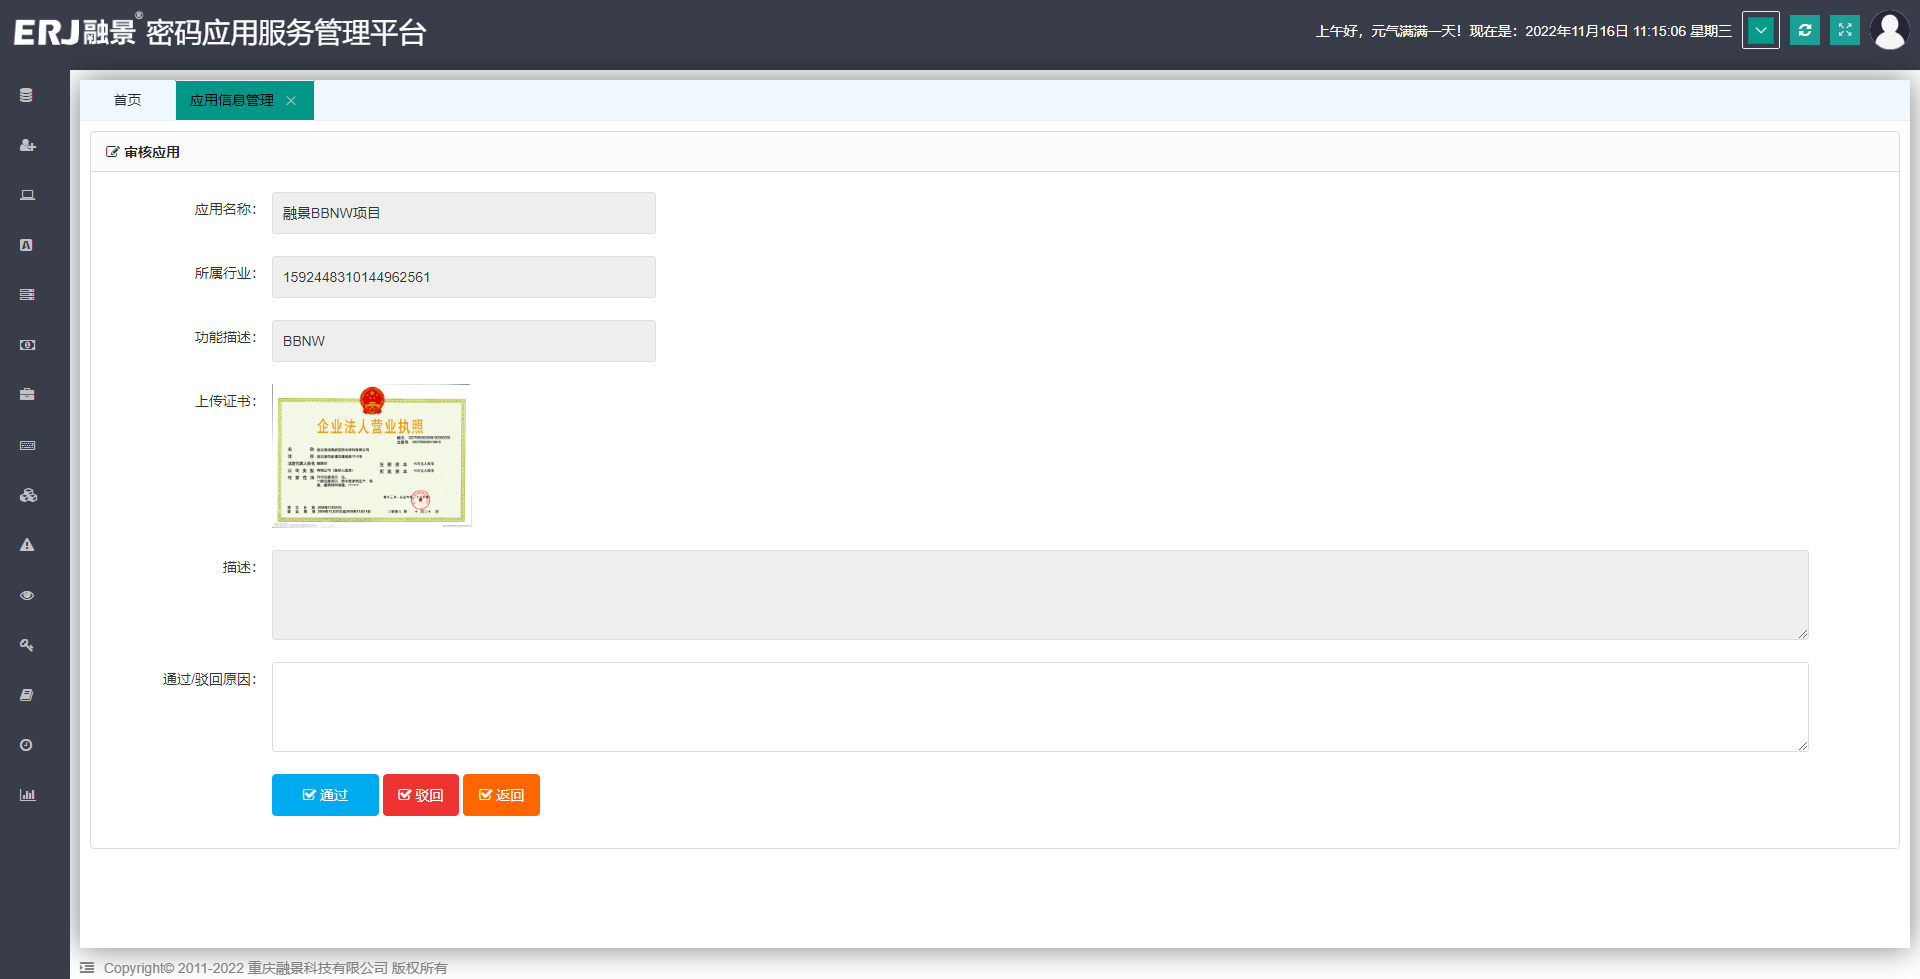 ERJ融景® 密码应用服务管理平台
上午好，元气满满一天！现在是：2022年11月16日 11:15:06 星期三
首页
应用信息管理
审核应用
应用名称：
融景BBNW项目
所属行业：
1592448310144962561
功能描述：
BBNW
上传证书：
企业法人营业执照
描述：
通过/驳回原因：
通过
驳回
返回
Copyright© 2011-2022 重庆融景科技有限公司 版权所有